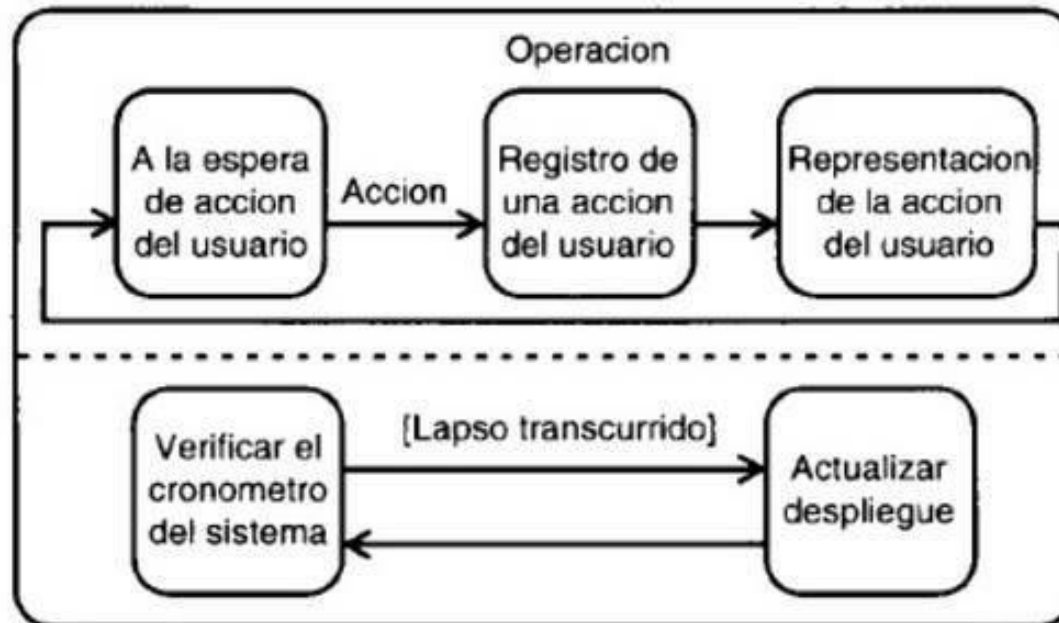 Operacion
A la espera
de accion
del usuario
Accion
Registro de
una accion
del usuario
Representacion
de la accion
del usuario
Verificar el
cronometro
del sistema
{Lapso transcurrido}
Actualizar
despliegue